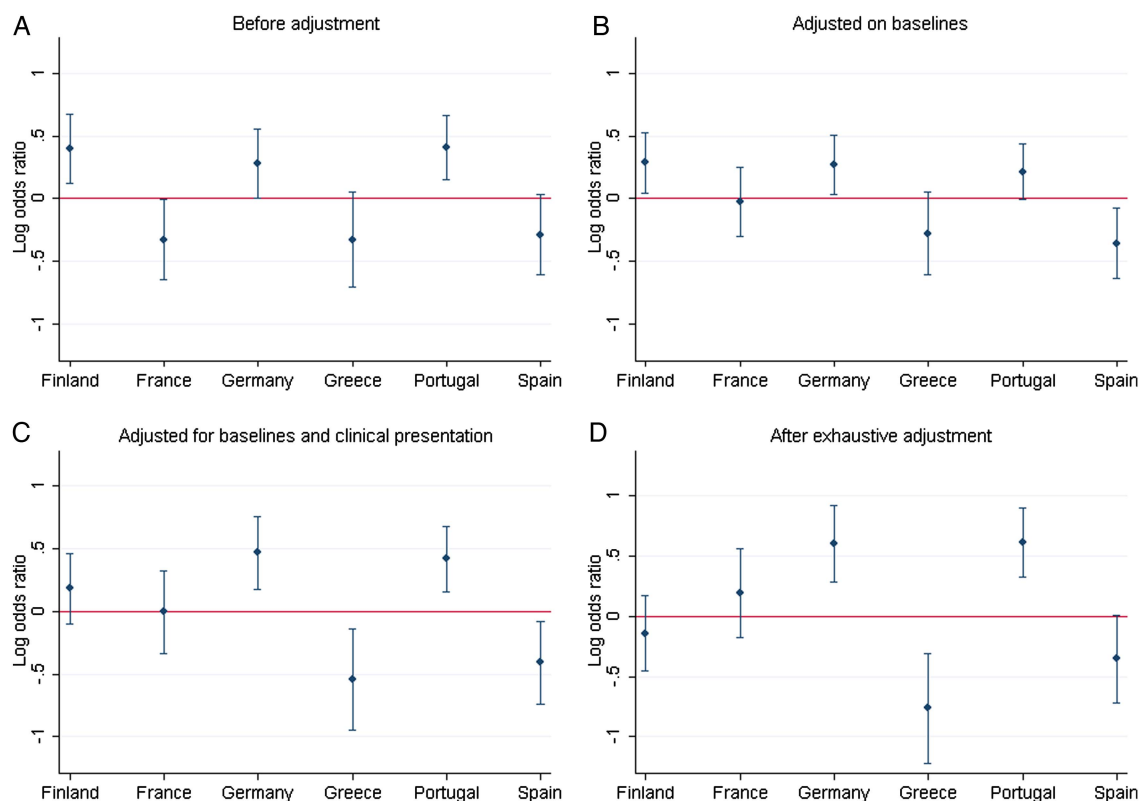 A
Before adjustment
Log odds ratio
1
.5
0
-.5
-1
Finland France Germany Greece Portugal Spain
B
Adjusted on baselines
Log odds ratio
1
.5
0
-.5
-1
Finland France Germany Greece Portugal Spain
C
Adjusted for baselines and clinical presentation
Log odds ratio
1
.5
0
-.5
-1
Finland France Germany Greece Portugal Spain
D
After exhaustive adjustment
Log odds ratio
1
.5
0
-.5
-1
Finland France Germany Greece Portugal Spain